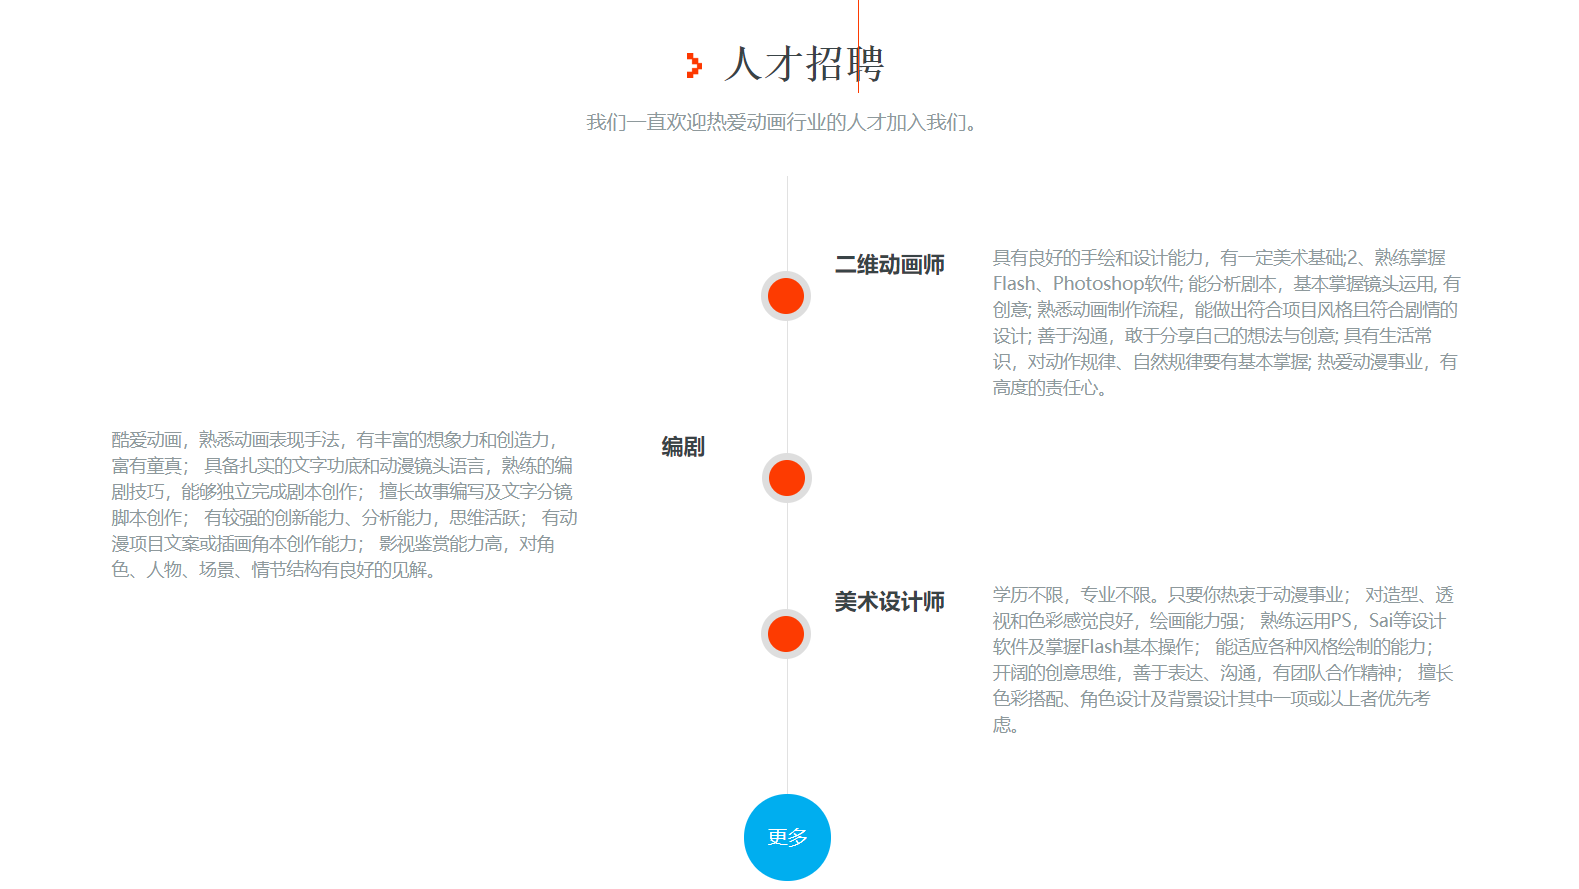 人才招聘
我们一直欢迎热爱动画行业的人才加入我们。
二维动画师
具有良好的手绘和设计能力，有一定美术基础;2、熟练掌握
Flash、Photoshop软件; 能分析剧本，基本掌握镜头运用, 有
创意; 熟悉动画制作流程，能做出符合项目风格且符合剧情的
设计; 善于沟通，敢于分享自己的想法与创意; 具有生活常
识，对动作规律、自然规律要有基本掌握; 热爱动漫事业，有
高度的责任心。
编剧
酷爱动画，熟悉动画表现手法，有丰富的想象力和创造力，
富有童真； 具备扎实的文字功底和动漫镜头语言，熟练的编
剧技巧，能够独立完成剧本创作； 擅长故事编写及文字分镜
脚本创作； 有较强的创新能力、分析能力，思维活跃； 有动
漫项目文案或插画角本创作能力； 影视鉴赏能力高，对角
色、人物、场景、情节结构有良好的见解。
美术设计师
学历不限，专业不限。只要你热衷于动漫事业； 对造型、透
视和色彩感觉良好，绘画能力强； 熟练运用PS，Sai等设计
软件及掌握Flash基本操作； 能适应各种风格绘制的能力；
开阔的创意思维，善于表达、沟通，有团队合作精神； 擅长
色彩搭配、角色设计及背景设计其中一项或以上者优先考
虑。
更多